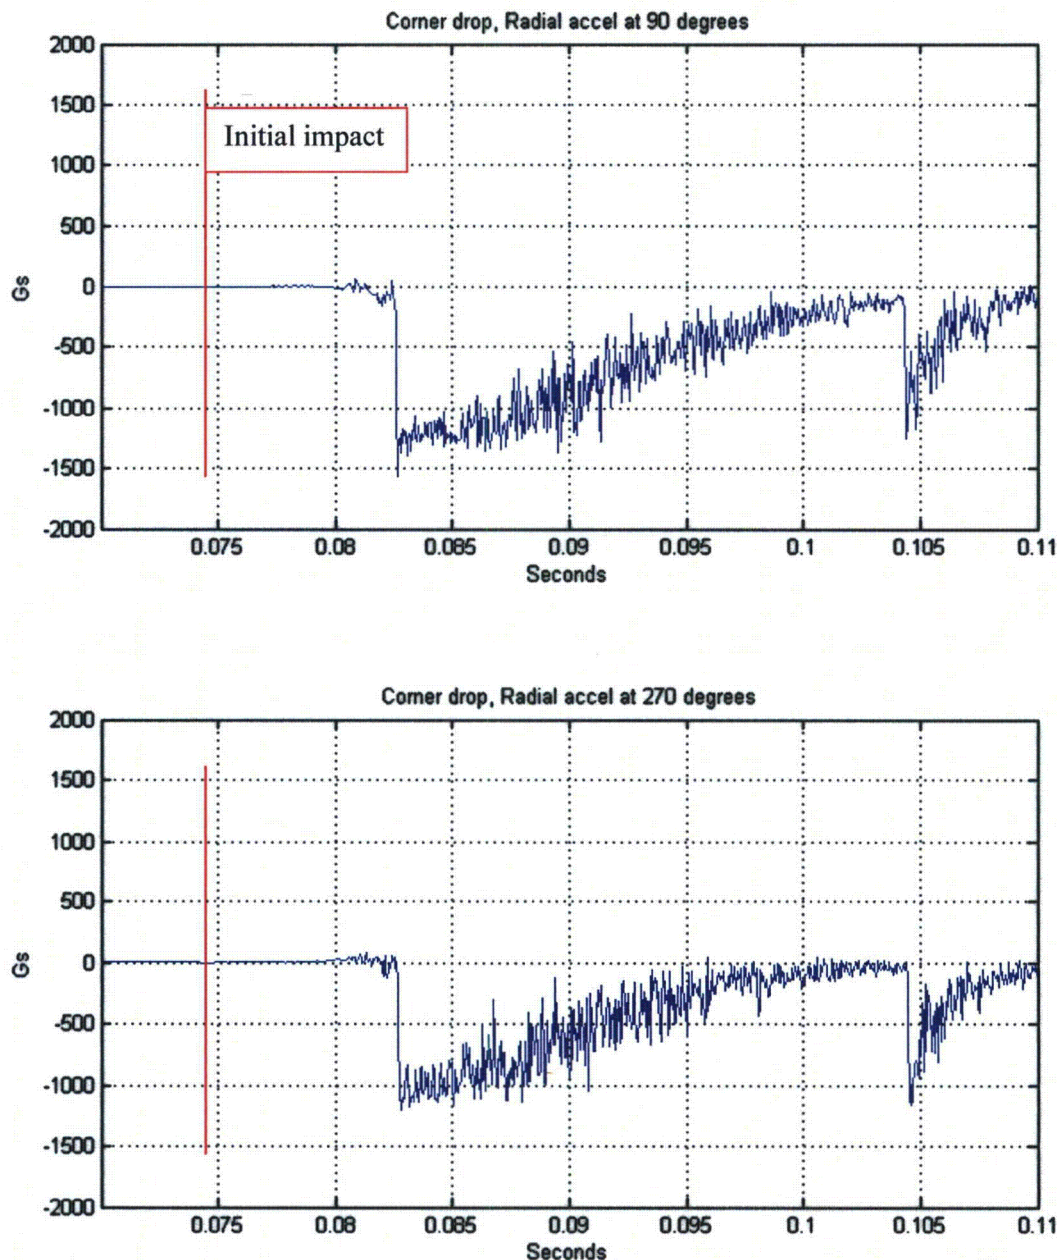 Corner drop, Radial accel at 90 degrees
2000
1500
Initial impact
1000
500
0
Gs
-500
-1000
-1500
-2000
0.075 0.08 0.085 0.09 0.095 0.1 0.105 0.11
Seconds
Corner drop, Radial accel at 270 degrees
2000
1500
1000
500
0
Gs
-500
-1000
-1500
-2000
0.075 0.08 0.085 0.09 0.095 0.1 0.105 0.11
Seconds